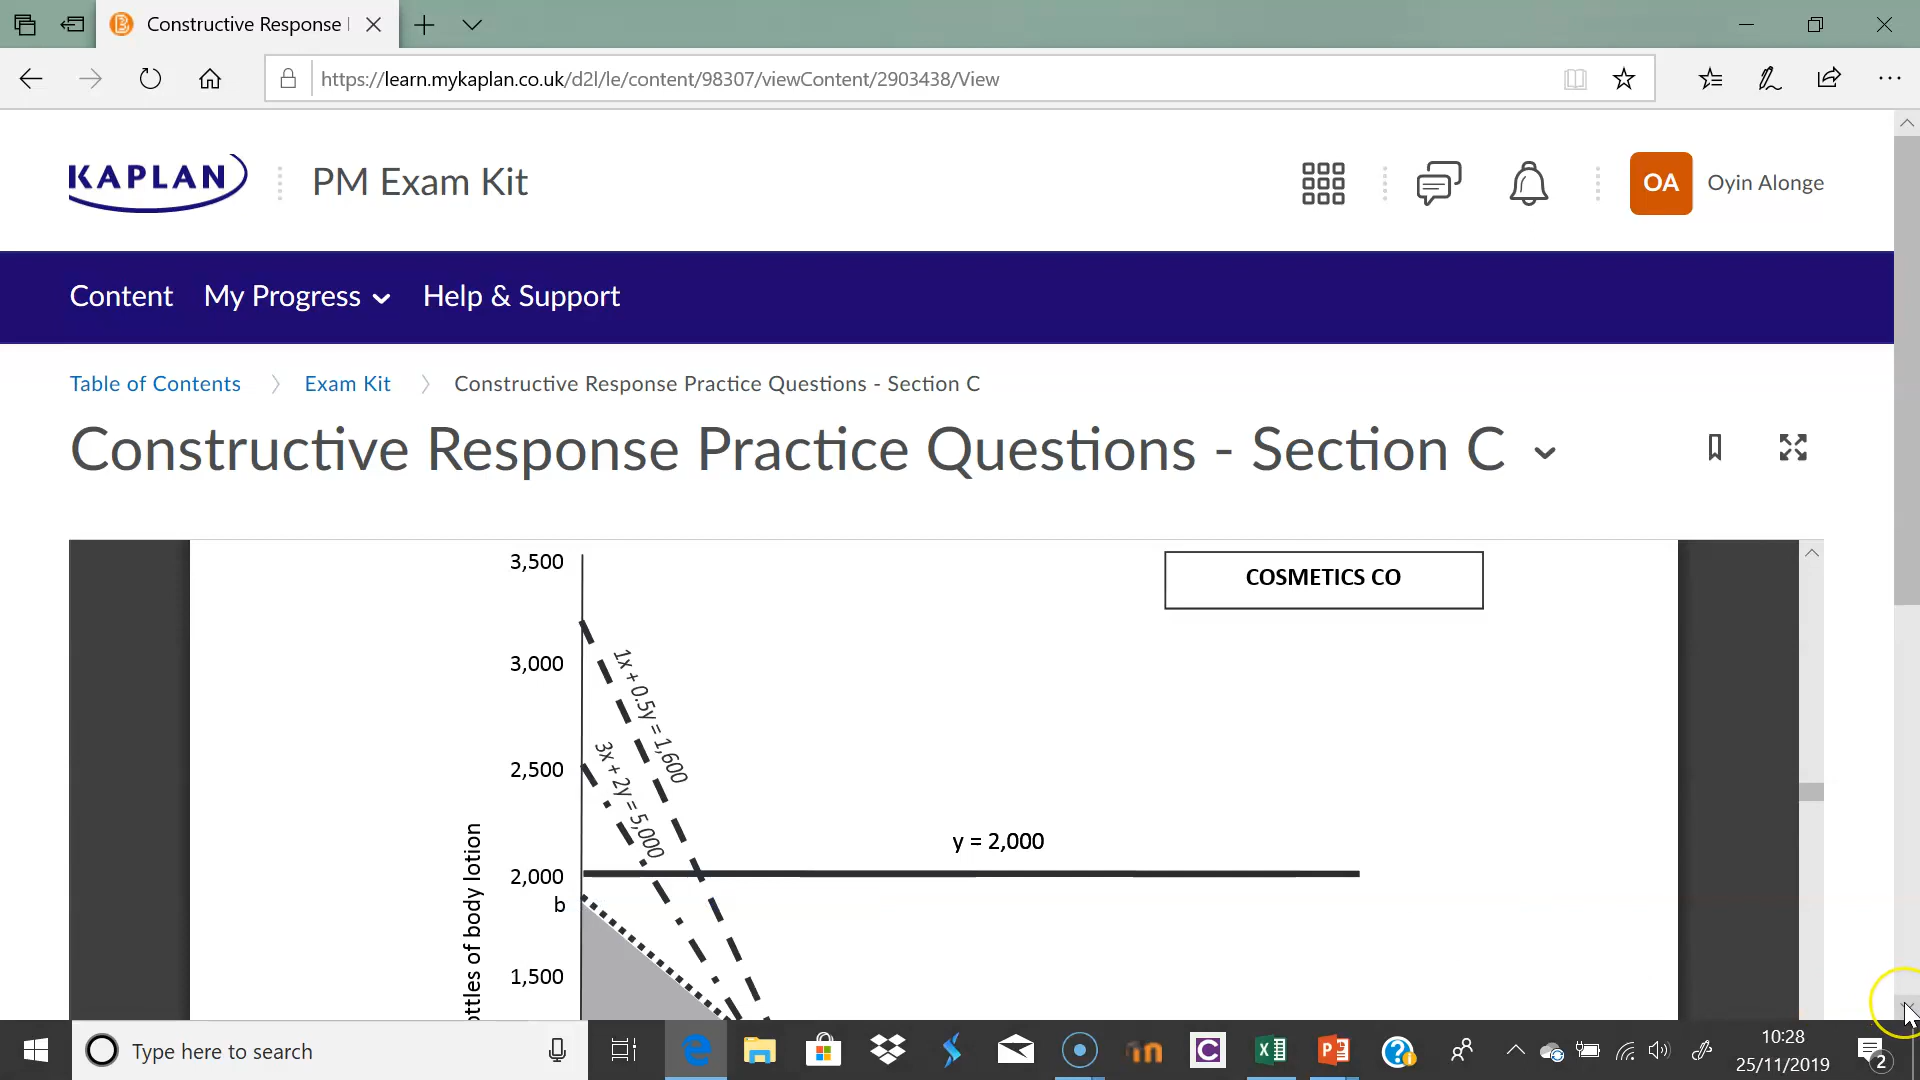 Constructive Response
https://learn.mykaplan.co.uk/d2l/le/content/98307/viewContent/2903438/View
KAPLAN
PM Exam Kit
OA
Oyin Alonge
Content
My Progress
Help & Support
Table of Contents
Exam Kit
Constructive Response Practice Questions - Section C
Constructive Response Practice Questions - Section C
3,500
COSMETICS CO
3,000
1x + 0.5y = 1,600
2,500
3x + 2y = 5,000
y = 2,000
2,000
b
ottles of body lotion
1,500
Type here to search
10:28
25/11/2019
2